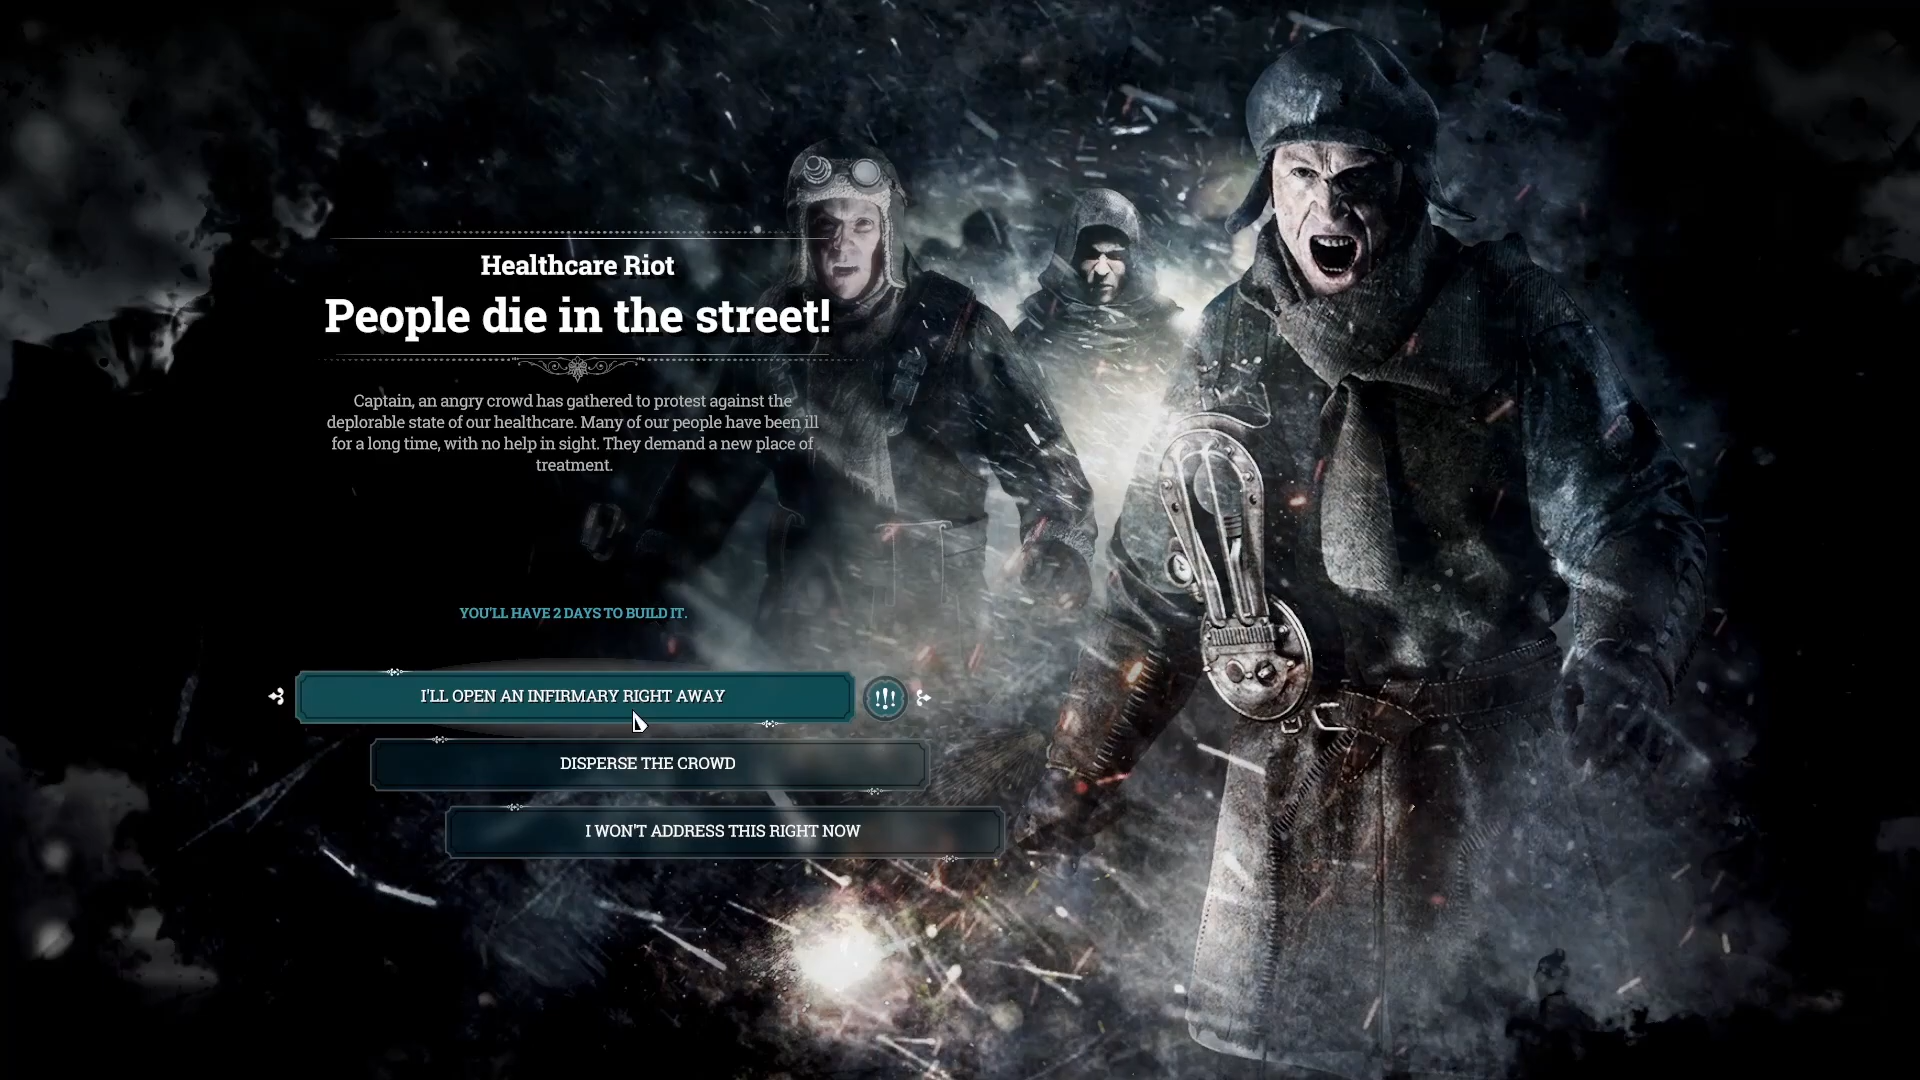 Healthcare Riot
People die in the street!
Captain, an angry crowd has gathered to protest against the
deplorable state of our healthcare. Many of our people have been ill
for a long time, with no help in sight. They demand a new place of
treatment.
YOU'LL HAVE 2 DAYS TO BUILD IT.
I'LL OPEN AN INFIRMARY RIGHT AWAY
!!!
DISPERSE THE CROWD
I WON'T ADDRESS THIS RIGHT NOW